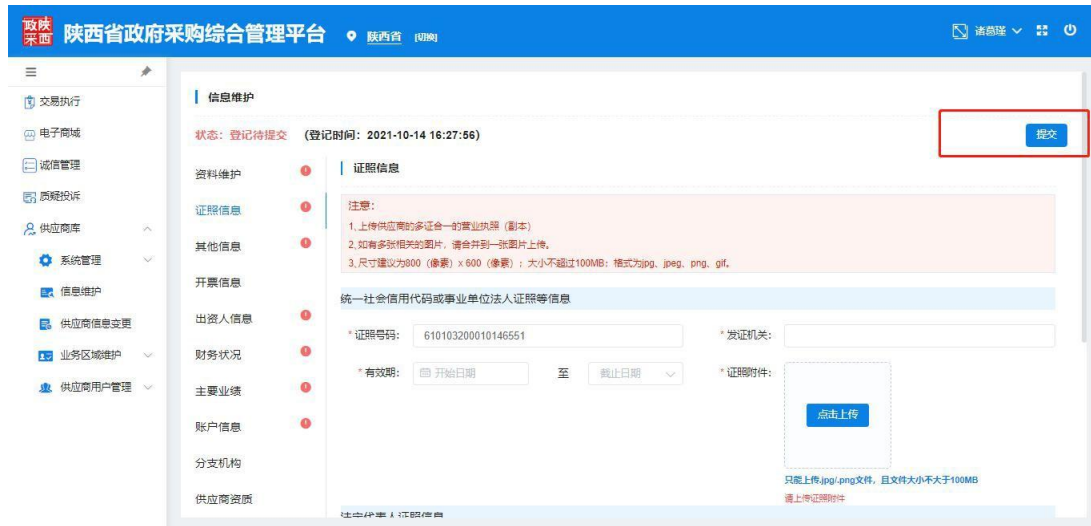 陕政
西采
陕西省政府采购综合管理平台
陕西省
[切换]
诸葛瑾
交易执行
电子商城
诚信管理
质疑投诉
供应商库
系统管理
信息维护
供应商信息变更
业务区域维护
供应商用户管理
信息维护
状态：登记待提交 （登记时间：2021-10-14 16:27:56）
提交
资料维护
证照信息
其他信息
开票信息
出资人信息
财务状况
主要业绩
账户信息
分支机构
供应商资质
证照信息
注意：
1、上传供应商的多证合一的营业执照（副本）
2、如有多张相关的图片，请合并到一张图片上传。
3、尺寸建议为800（像素）x 600（像素）；大小不超过100MB；格式为jpg、jpeg、png、gif。
统一社会信用代码或事业单位法人证照等信息
* 证照号码： 610103200010146551
* 发证机关：
* 有效期： 开始日期 至 截止日期
* 证照附件：
点击上传
只能上传.jpg/.png文件，且文件大小不大于100MB
请上传证照附件
法定代表人证照信息